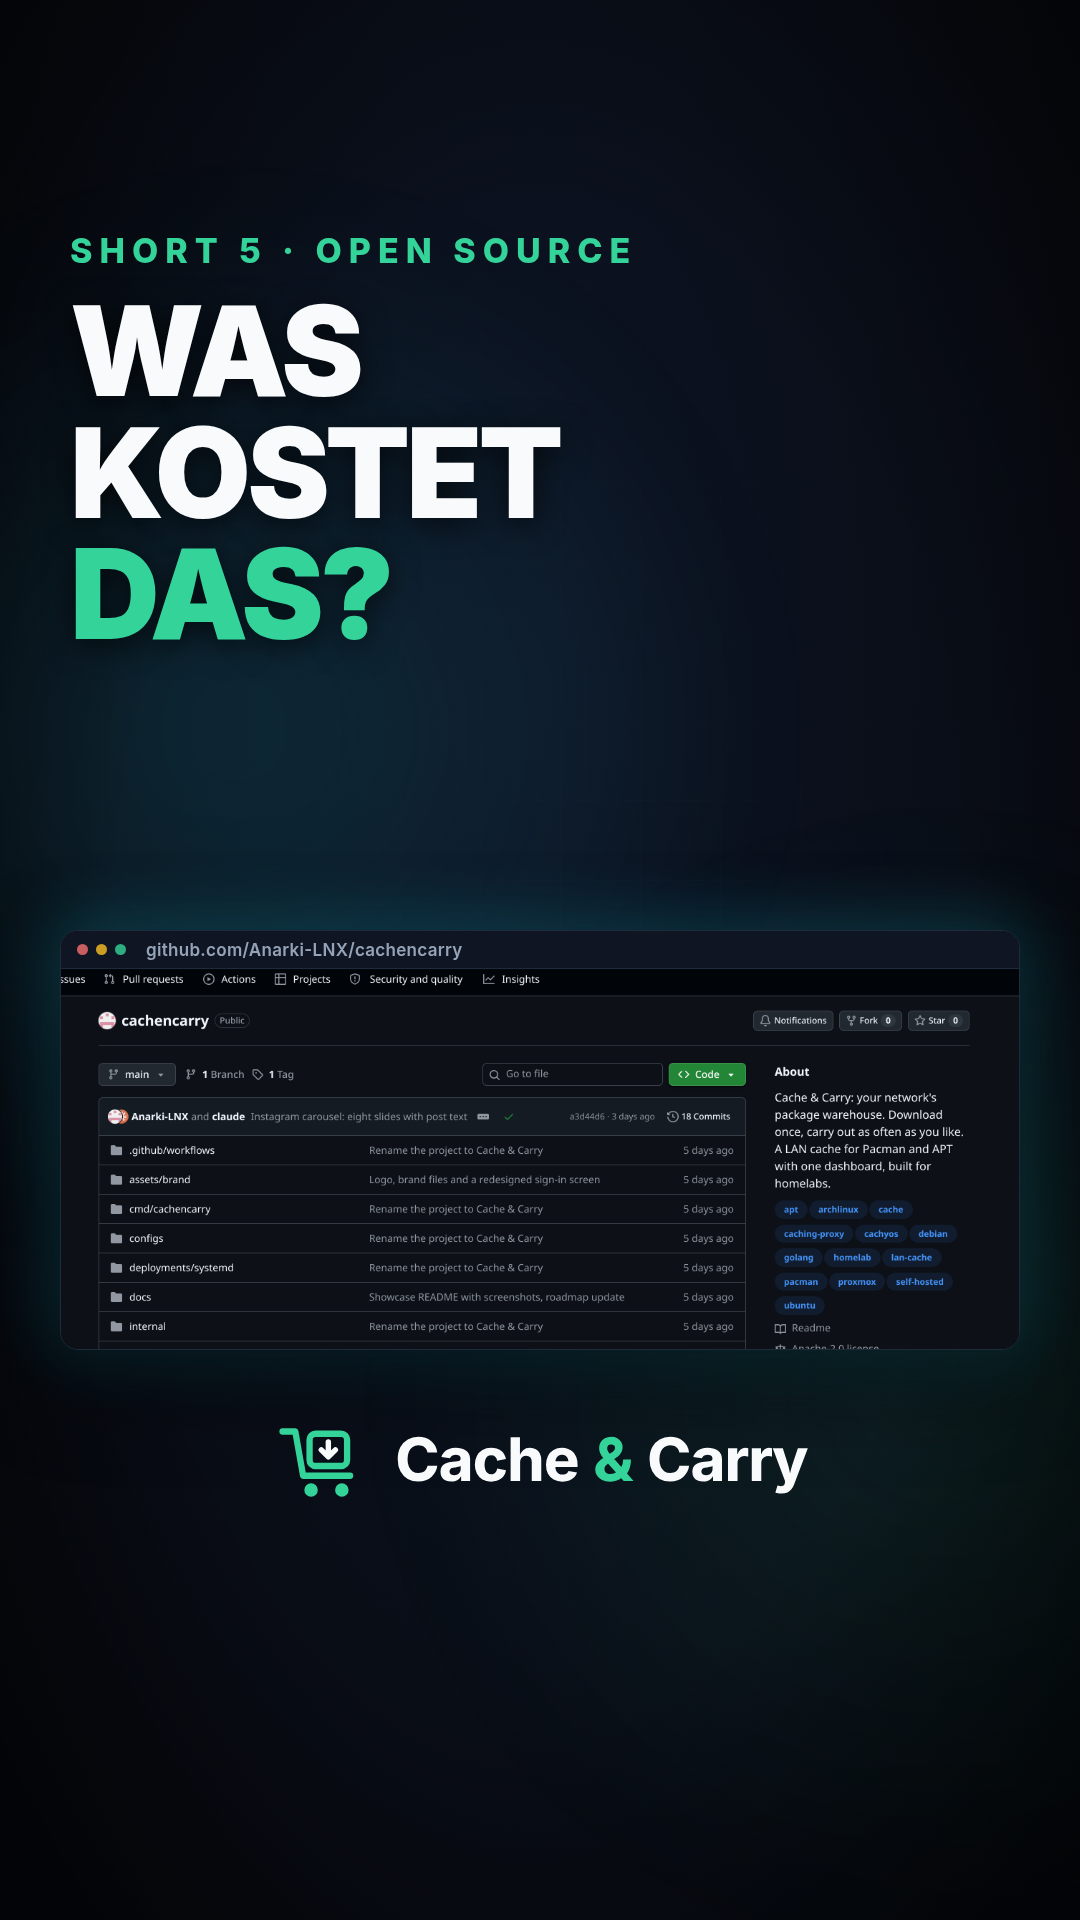 SHORT 5 · OPEN SOURCE
WAS
KOSTET
DAS?
github.com/Anarki-LNX/cachencarry
ssues Pull requests Actions Projects Security and quality Insights
cachencarry Public Notifications Fork 0 Star 0
main 1 Branch 1 Tag Go to file Code
Anarki-LNX and claude Instagram carousel: eight slides with post text a3d44d6 · 3 days ago 18 Commits
.github/workflows Rename the project to Cache & Carry 5 days ago
assets/brand Logo, brand files and a redesigned sign-in screen 5 days ago
cmd/cachencarry Rename the project to Cache & Carry 5 days ago
configs Rename the project to Cache & Carry 5 days ago
deployments/systemd Rename the project to Cache & Carry 5 days ago
docs Showcase README with screenshots, roadmap update 5 days ago
internal Rename the project to Cache & Carry 5 days ago
About
Cache & Carry: your network's
package warehouse. Download
once, carry out as often as you like.
A LAN cache for Pacman and APT
with one dashboard, built for
homelabs.
apt archlinux cache
caching-proxy cachyos debian
golang homelab lan-cache
pacman proxmox self-hosted
ubuntu
Readme
Apache-2.0 license
Cache & Carry